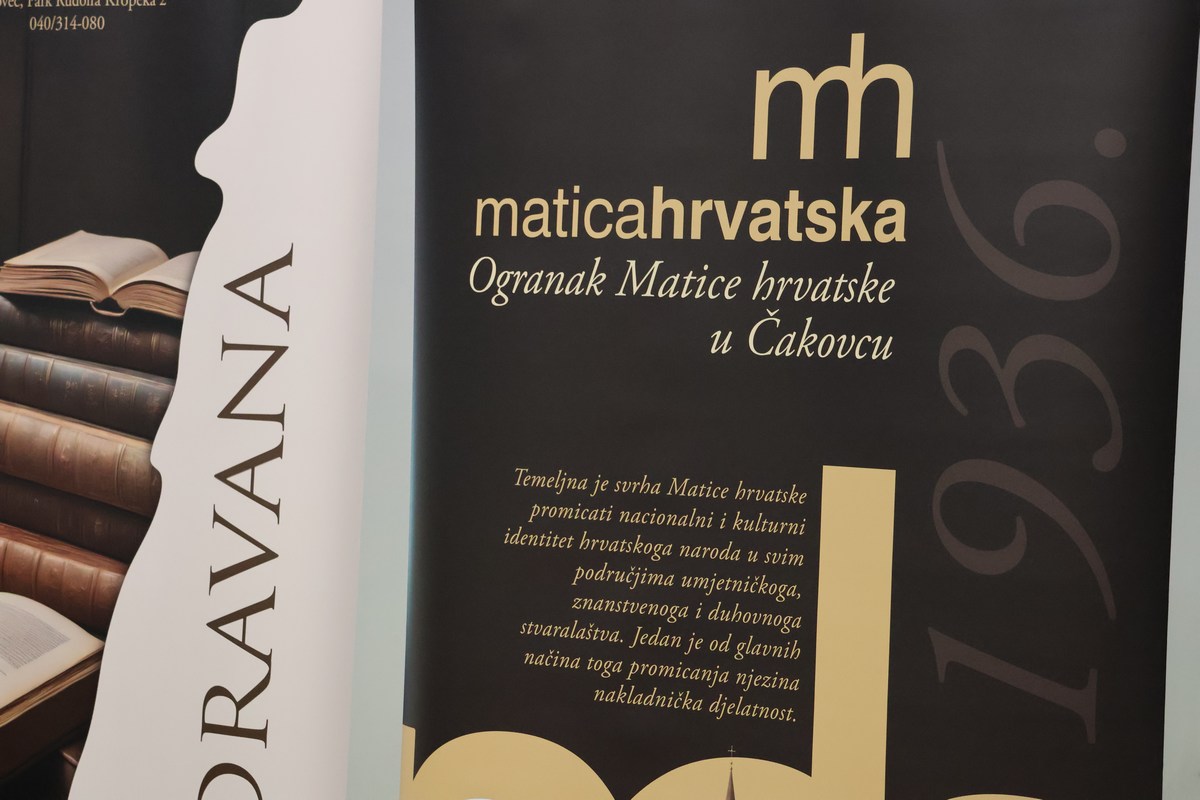 040/314-080
DRAVANA
mh
maticahrvatska
Ogranak Matice hrvatske
u Čakovcu
Temeljna je svrha Matice hrvatske
promicati nacionalni i kulturni
identitet hrvatskoga naroda u svim
područjima umjetničkoga,
znanstvenoga i duhovnoga
stvaralaštva. Jedan je od glavnih
načina toga promicanja njezina
nakladnička djelatnost.
1936.